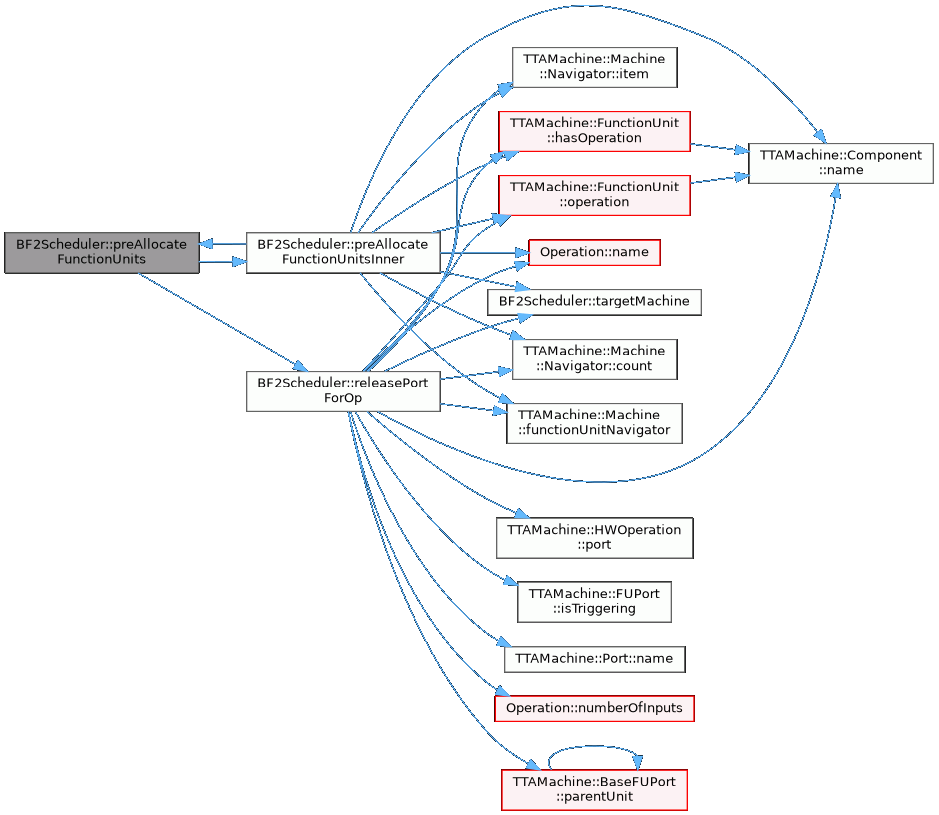 TTAMachine::Machine
::Navigator::item
TTAMachine::FunctionUnit
::hasOperation
TTAMachine::Component
::name
TTAMachine::FunctionUnit
::operation
BF2Scheduler::preAllocate
FunctionUnits
BF2Scheduler::preAllocate
FunctionUnitsInner
Operation::name
BF2Scheduler::targetMachine
TTAMachine::Machine
::Navigator::count
BF2Scheduler::releasePort
ForOp
TTAMachine::Machine
::functionUnitNavigator
TTAMachine::HWOperation
::port
TTAMachine::FUPort
::isTriggering
TTAMachine::Port::name
Operation::numberOfInputs
TTAMachine::BaseFUPort
::parentUnit